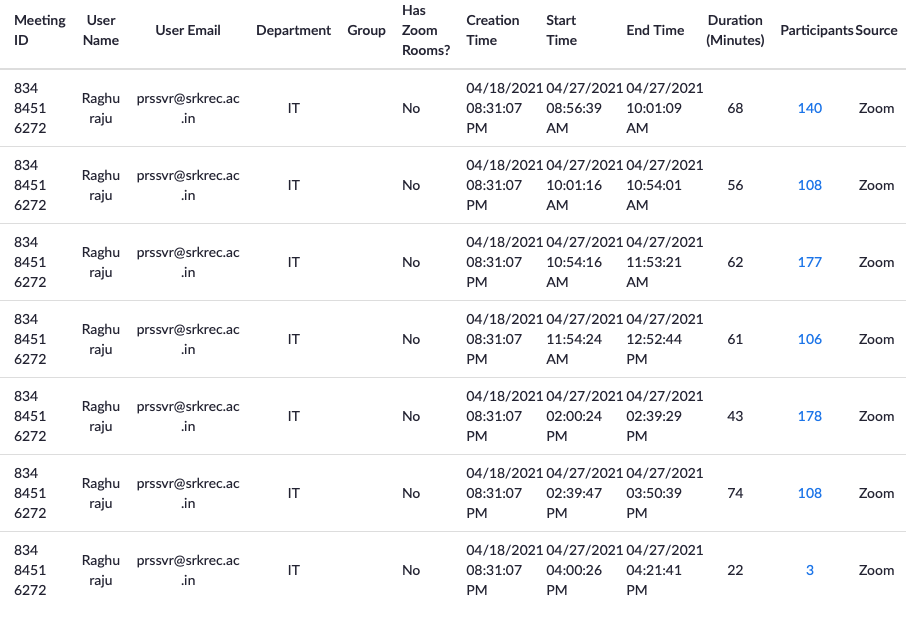 Meeting ID User Name User Email Department Group Has Zoom Rooms? Creation Time Start Time End Time Duration (Minutes) Participants Source
834 8451 6272 Raghu raju prssvr@srkrec.ac.in IT No 04/18/2021 08:31:07 PM 04/27/2021 08:56:39 AM 04/27/2021 10:01:09 AM 68 140 Zoom
834 8451 6272 Raghu raju prssvr@srkrec.ac.in IT No 04/18/2021 08:31:07 PM 04/27/2021 10:01:16 AM 04/27/2021 10:54:01 AM 56 108 Zoom
834 8451 6272 Raghu raju prssvr@srkrec.ac.in IT No 04/18/2021 08:31:07 PM 04/27/2021 10:54:16 AM 04/27/2021 11:53:21 AM 62 177 Zoom
834 8451 6272 Raghu raju prssvr@srkrec.ac.in IT No 04/18/2021 08:31:07 PM 04/27/2021 11:54:24 AM 04/27/2021 12:52:44 PM 61 106 Zoom
834 8451 6272 Raghu raju prssvr@srkrec.ac.in IT No 04/18/2021 08:31:07 PM 04/27/2021 02:00:24 PM 04/27/2021 02:39:29 PM 43 178 Zoom
834 8451 6272 Raghu raju prssvr@srkrec.ac.in IT No 04/18/2021 08:31:07 PM 04/27/2021 02:39:47 PM 04/27/2021 03:50:39 PM 74 108 Zoom
834 8451 6272 Raghu raju prssvr@srkrec.ac.in IT No 04/18/2021 08:31:07 PM 04/27/2021 04:00:26 PM 04/27/2021 04:21:41 PM 22 3 Zoom